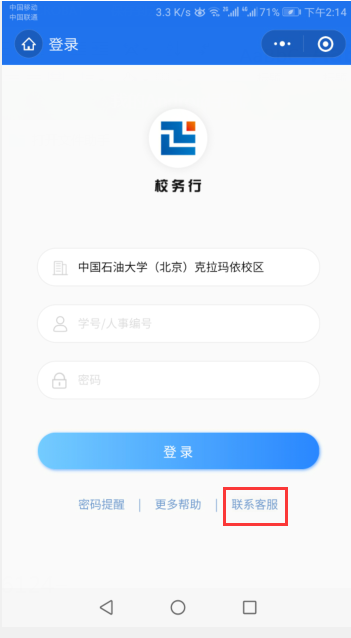 中国移动
中国联通
3.3 K/s 2G 4G 71% 下午2:14
登录
校务行
中国石油大学（北京）克拉玛依校区
学号/人事编号
密码
登录
密码提醒 | 更多帮助 | 联系客服